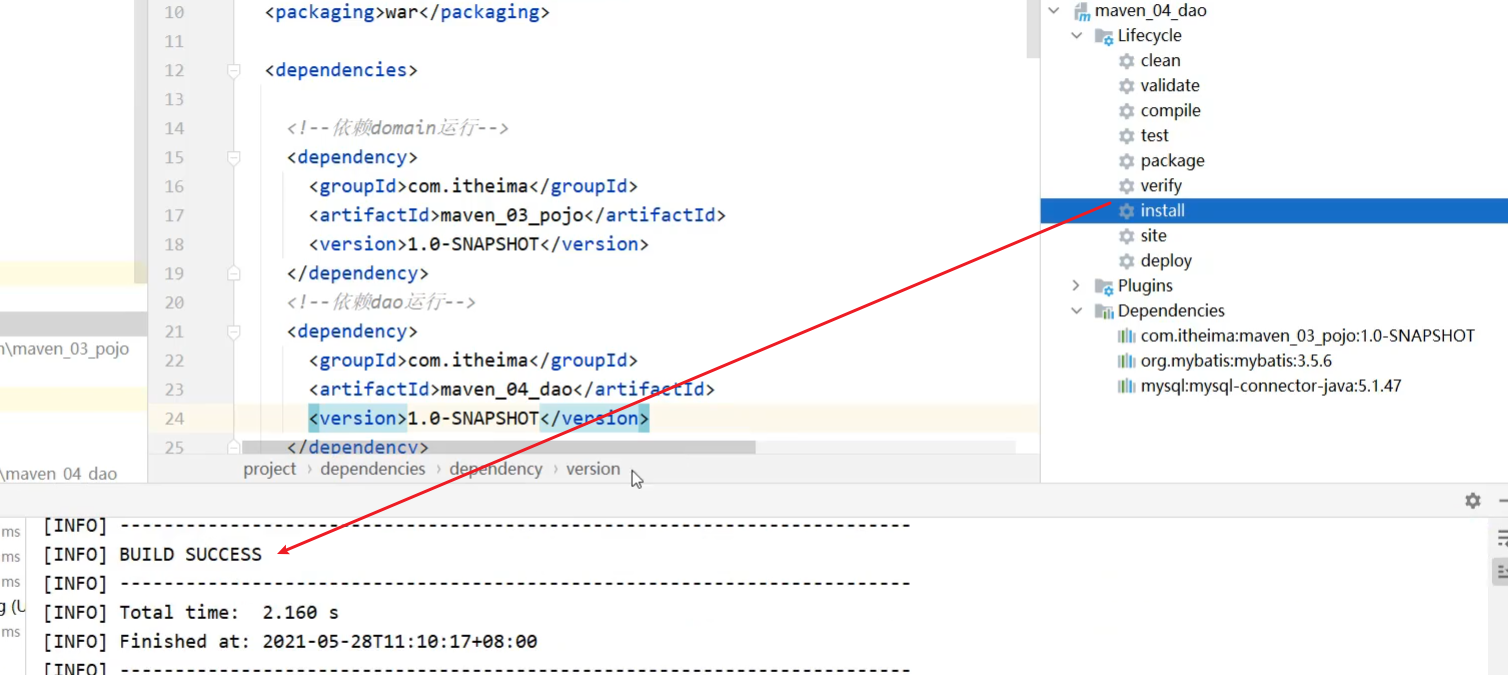 10 <packaging>war</packaging>
11
12 <dependencies>
13
14 <!--依赖domain运行-->
15 <dependency>
16 <groupId>com.itheima</groupId>
17 <artifactId>maven_03_pojo</artifactId>
18 <version>1.0-SNAPSHOT</version>
19 </dependency>
20 <!--依赖dao运行-->
21 <dependency>
22 <groupId>com.itheima</groupId>
23 <artifactId>maven_04_dao</artifactId>
24 <version>1.0-SNAPSHOT</version>
25 </dependency>
project › dependencies › dependency › version
\maven_03_pojo
\maven_04_dao
maven_04_dao
Lifecycle
clean
validate
compile
test
package
verify
install
site
deploy
Plugins
Dependencies
com.itheima:maven_03_pojo:1.0-SNAPSHOT
org.mybatis:mybatis:3.5.6
mysql:mysql-connector-java:5.1.47
ms
ms
ms
ms
[INFO] ------------------------------------------------------------------------
[INFO] BUILD SUCCESS
[INFO] ------------------------------------------------------------------------
[INFO] Total time:  2.160 s
[INFO] Finished at: 2021-05-28T11:10:17+08:00
[INFO] ------------------------------------------------------------------------